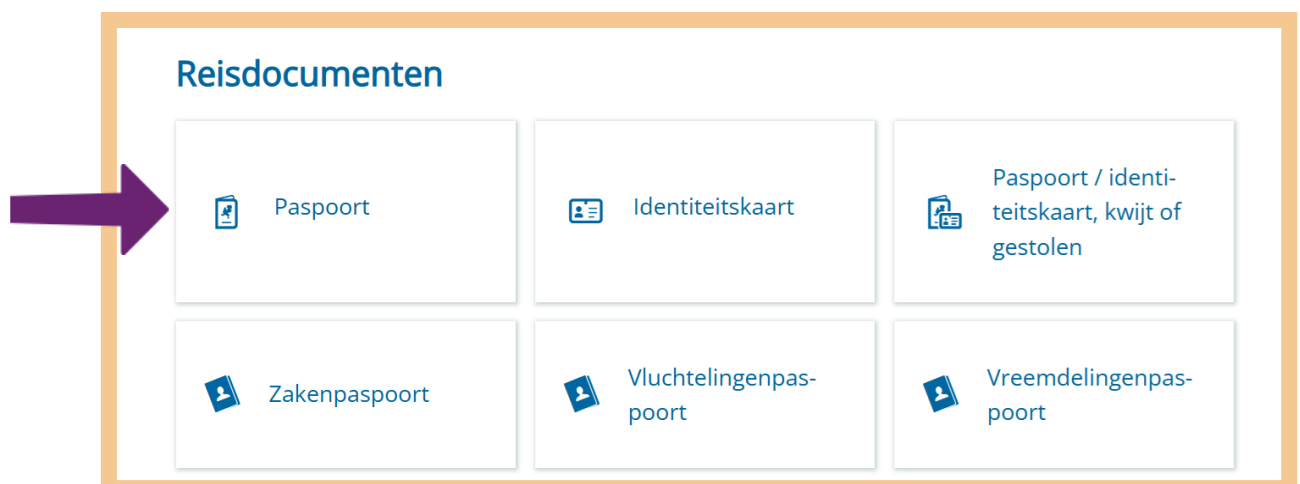 Reisdocumenten
Paspoort
Identiteitskaart
Paspoort / identi-
teitskaart, kwijt of
gestolen
Zakenpaspoort
Vluchtelingenpas-
poort
Vreemdelingenpas-
poort